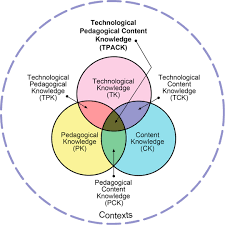 Technological
Pedagogical Content
Knowledge
(TPACK)
Technological
Pedagogical
Knowledge
(TPK)
Technological
Knowledge
(TK)
Technological
Content
Knowledge
(TCK)
Pedagogical
Knowledge
(PK)
Content
Knowledge
(CK)
Pedagogical
Content
Knowledge
(PCK)
Contexts